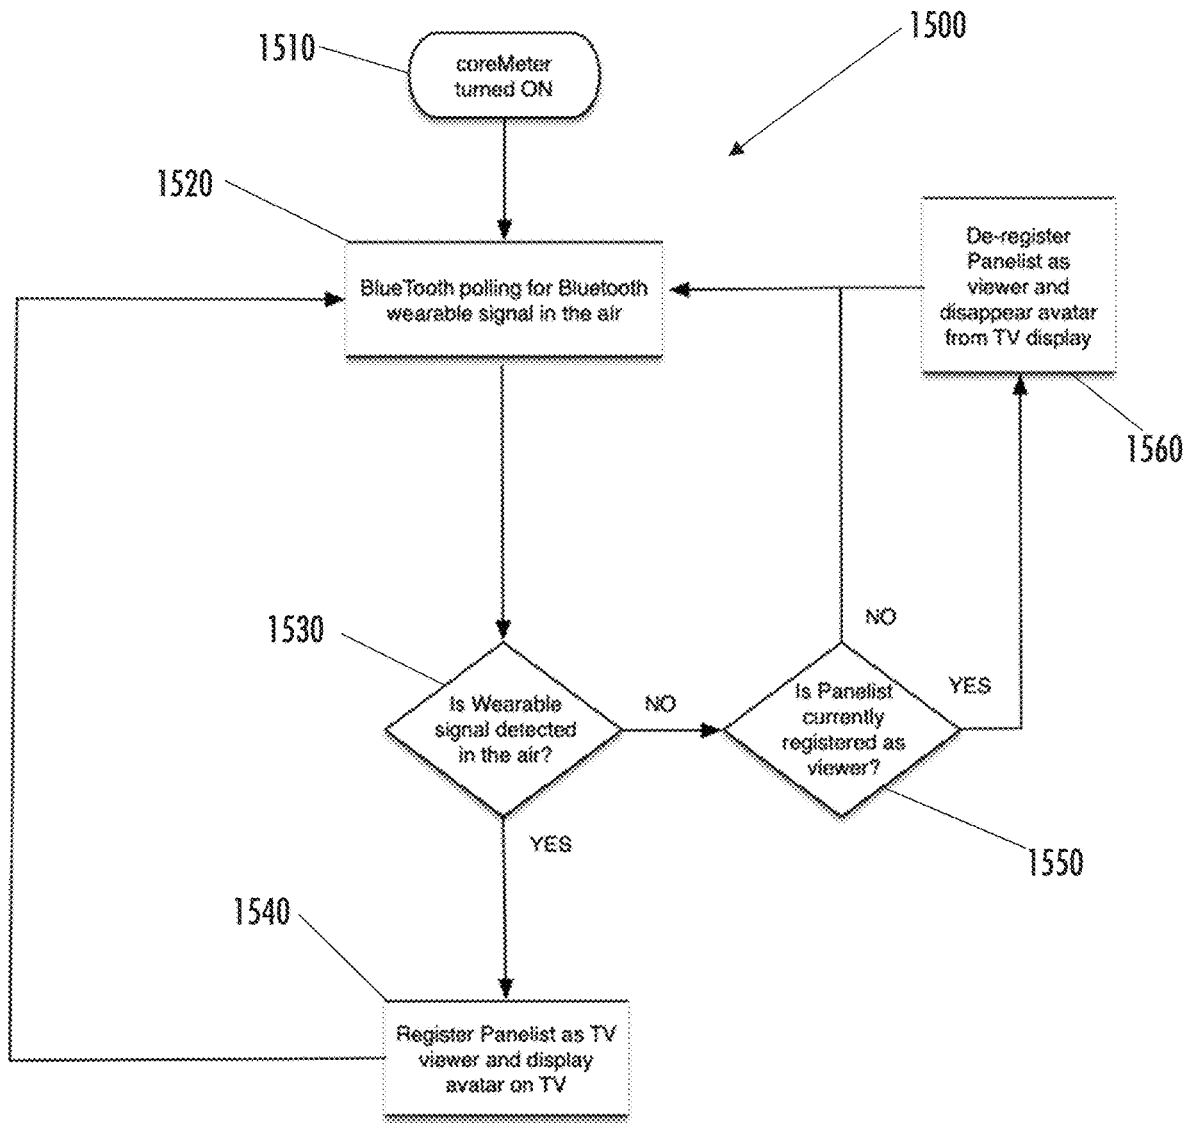 1500
1510
coreMeter
turned ON
1520
BlueTooth polling for Bluetooth
wearable signal in the air
De-register
Panelist as
viewer and
disappear avatar
from TV display
1560
1530
Is Wearable
signal detected
in the air?
NO
YES
Is Panelist
currently
registered as
viewer?
NO
YES
1550
1540
Register Panelist as TV
viewer and display
avatar on TV